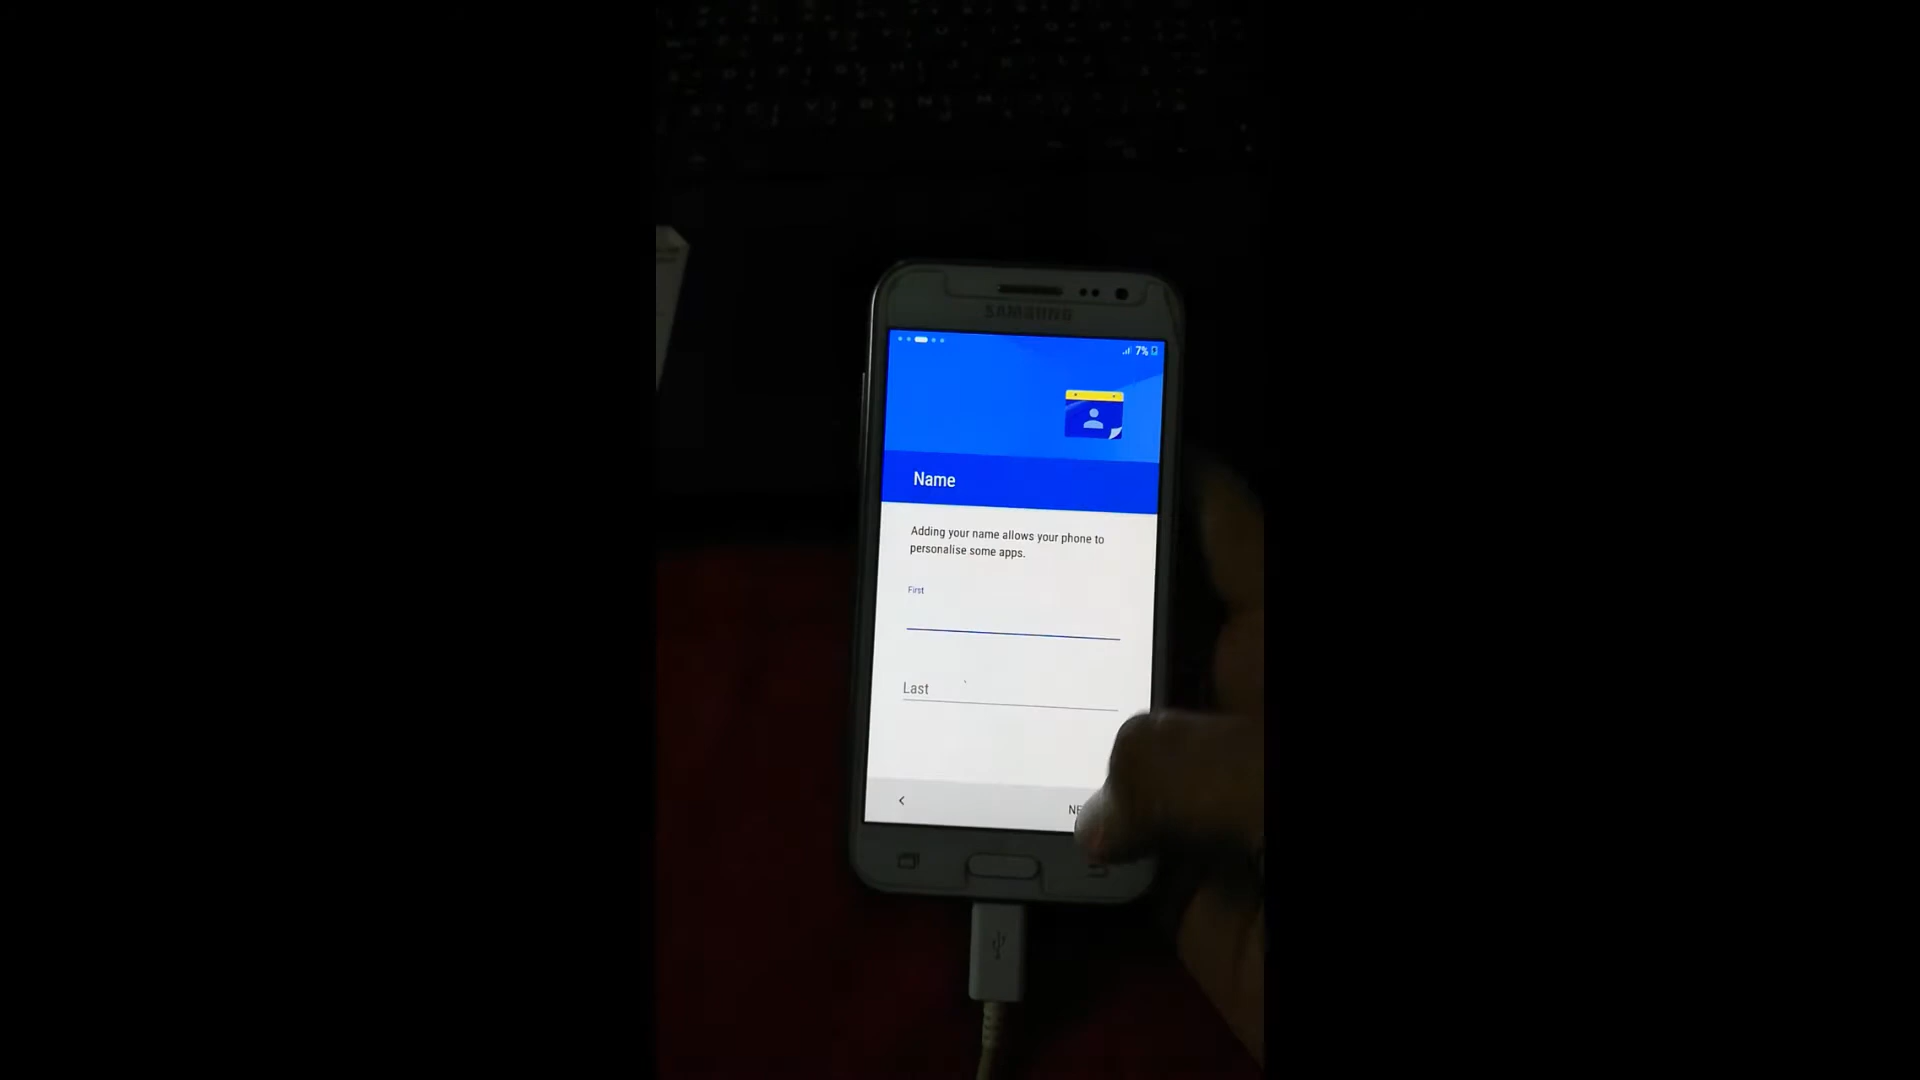 SAMSUNG
7%
Name
Adding your name allows your phone to
personalise some apps.
First
Last